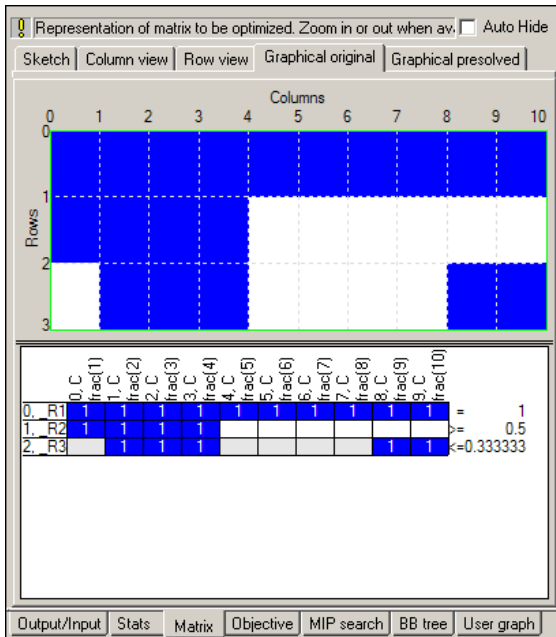 Representation of matrix to be optimized. Zoom in or out when av. Auto Hide
Sketch Column view Row view Graphical original Graphical presolved
Columns
0 1 2 3 4 5 6 7 8 9 10
0
1
Rows
2
3
0, C frac(1) 1, C frac(2) 2, C frac(3) 3, C frac(4) 4, C frac(5) 5, C frac(6) 6, C frac(7) 7, C frac(8) 8, C frac(9) 9, C frac(10)
0, _R1 1 1 1 1 1 1 1 1 1 1 = 1
1, _R2 1 1 1 1 >= 0.5
2, _R3 1 1 1 1 1 <=0.333333
Output/Input Stats Matrix Objective MIP search BB tree User graph